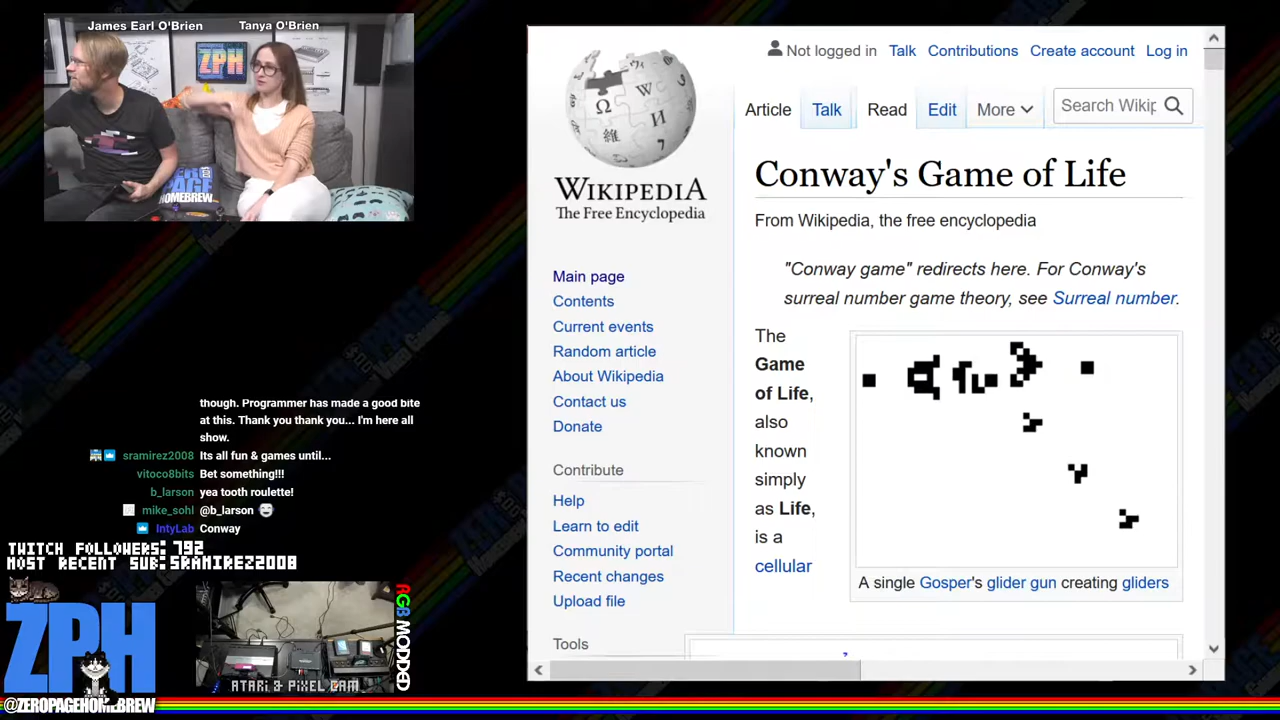 James Earl O'Brien
Tanya O'Brien
ZPH
ZERO PAGE
HOMEBREW
though. Programmer has made a good bite
at this. Thank you thank you... I'm here all
show.
sramirez2008 Its all fun & games until...
vitoco8bits Bet something!!!
b_larson yea tooth roulette!
mike_sohl @b_larson
IntyLab Conway
TWITCH FOLLOWERS: 792
MOST RECENT SUB: SRAMIREZ2008
ZPH
@ZEROPAGEHOMEBREW
RGB MODDED
ATARI & PIXEL CAM
WIKIPEDIA
The Free Encyclopedia
Main page
Contents
Current events
Random article
About Wikipedia
Contact us
Donate
Contribute
Help
Learn to edit
Community portal
Recent changes
Upload file
Tools
Not logged in Talk Contributions Create account Log in
Article Talk Read Edit More Search Wikip
Conway's Game of Life
From Wikipedia, the free encyclopedia
"Conway game" redirects here. For Conway's
surreal number game theory, see Surreal number.
The
Game
of Life,
also
known
simply
as Life,
is a
cellular
A single Gosper's glider gun creating gliders